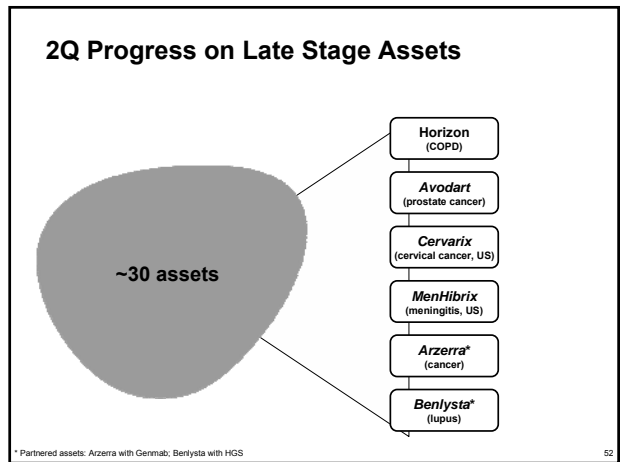 2Q Progress on Late Stage Assets
~30 assets
Horizon
(COPD)
Avodart
(prostate cancer)
Cervarix
(cervical cancer, US)
MenHibrix
(meningitis, US)
Arzerra*
(cancer)
Benlysta*
(lupus)
* Partnered assets: Arzerra with Genmab; Benlysta with HGS
52